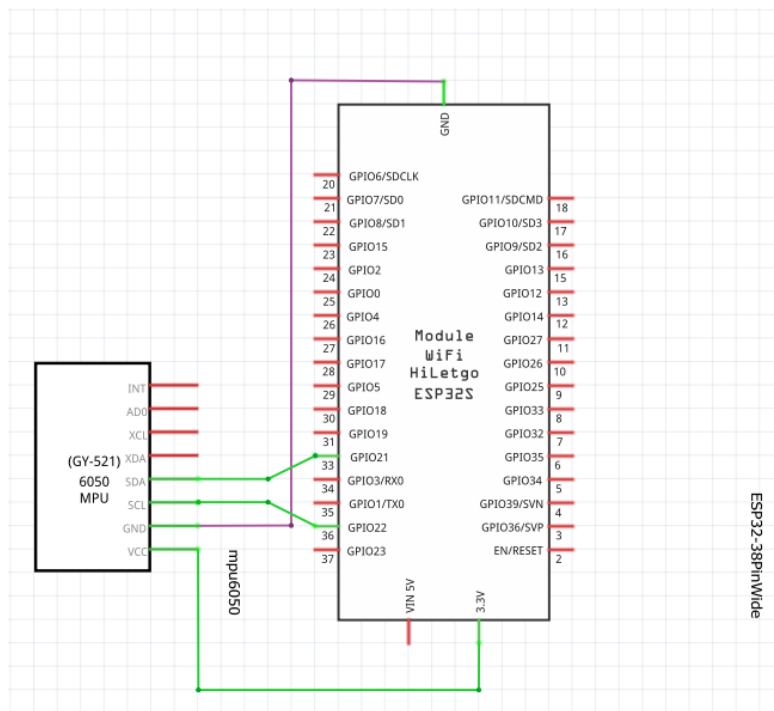 GND
20 GPIO6/SDCLK
21 GPIO7/SD0
22 GPIO8/SD1
23 GPIO15
24 GPIO2
25 GPIO0
26 GPIO4
27 GPIO16
28 GPIO17
29 GPIO5
30 GPIO18
31 GPIO19
33 GPIO21
34 GPIO3/RX0
35 GPIO1/TX0
36 GPIO22
37 GPIO23
GPIO11/SDCMD 18
GPIO10/SD3 17
GPIO9/SD2 16
GPIO13 15
GPIO12 13
GPIO14 12
GPIO27 11
GPIO26 10
GPIO25 9
GPIO33 8
GPIO32 7
GPIO35 6
GPIO34 5
GPIO39/SVN 4
GPIO36/SVP 3
EN/RESET 2
Module
WiFi
HiLetgo
ESP32S
VIN 5V
3.3V
INT
AD0
XCL
XDA
SDA
SCL
GND
VCC
(GY-521)
6050
MPU
mpu6050
ESP32-38PinWide